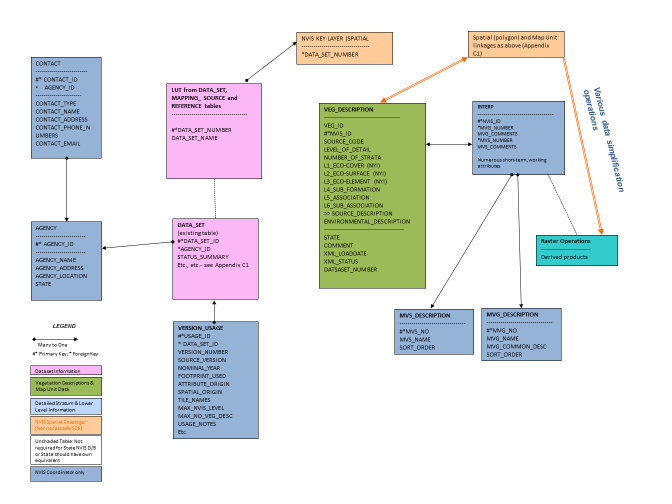 CONTACT
------------------------
#* CONTACT_ID
• AGENCY_ID
------------------------
CONTACT_TYPE
CONTACT_NAME
CONTACT_ADDRESS
CONTACT_PHONE_N
UMBERS
CONTACT_EMAIL
AGENCY
------------------------
#* AGENCY_ID
------------------------
AGENCY_NAME
AGENCY_ADDRESS
AGENCY_LOCATION
STATE
LEGEND
Many to One
#* Primary Key; * Foreign Key
Dataset Information
Vegetation Descriptions &
Map Unit Data
Detailed Stratum & Lower
Level Information
NVIS Spatial Coverage –
(Not necessarily SDE)
Unshaded Table: Not
required for State NVIS D/B
or State should have own
equivalent
NVIS Coordinator only
LUT from DATA_SET,
MAPPING_ SOURCE and
REFERENCE tables
------------------------
#*DATA_SET_NUMBER
DATA_SET_NAME
DATA_SET
(existing table)
#*DATA_SET_ID
*AGENCY_ID
STATUS_SUMMARY
Etc., etc.- see Appendix C1
VERSION_USAGE
#*USAGE_ID
* DATA_SET_ID
VERSION_NUMBER
SOURCE_VERSION
NOMINAL_YEAR
FOOTPRINT_USED
ATTRIBUTE_ORIGIN
SPATIAL_ORIGIN
TILE_NAMES
MAX_NVIS_LEVEL
MAX_NO_VEG_DESC
USAGE_NOTES
Etc.
NVIS KEY LAYER (SPATIAL
------------------------
*DATA_SET_NUMBER
VEG_DESCRIPTION
------------------------
VEG_ID
#*NVIS_ID
SOURCE_CODE
LEVEL_OF_DETAIL
NUMBER_OF_STRATA
L1_ECO-COVER (NYI)
L2_ECO-SURFACE (NYI)
L3_ECO-ELEMENT (NYI)
L4_SUB_FORMATION
L5_ASSOCIATION
L6_SUB_ASSOCIATION
>> SOURCE_DESCRIPTION
ENVIRONMENTAL_DESCRIPTION
------------------------
STATE
COMMENT
XML_LOADDATE
XML_STATUS
DATSASET_NUMBER
Spatial (polygon) and Map Unit
linkages as above (Appendix
C1)
INTERP
------------------------
#*NVIS_ID
*MVG_NUMBER
MVG_COMMENTS
*MVS_NUMBER
MVS_COMMENTS
Numerous short-term, working
attributes
Various data simplification
operations
Raster Operations
------------------------
Derived products
MVS_DESCRIPTION
------------------------
#*MVS_NO
MVS_NAME
SORT_ORDER
MVG_DESCRIPTION
------------------------
#*MVG_NO
MVG_NAME
MVG_COMMON_DESC
SORT_ORDER